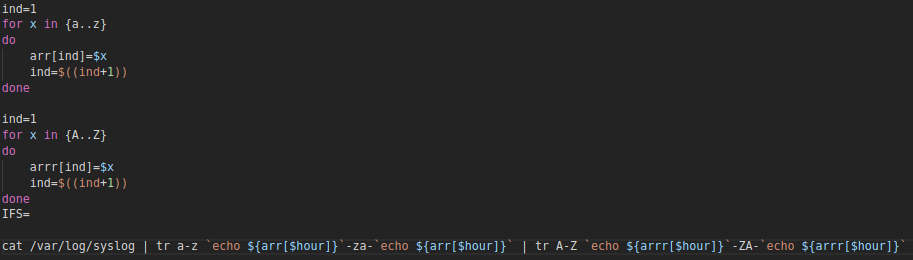 ind=1
for x in {a..z}
do
    arr[ind]=$x
    ind=$((ind+1))
done

ind=1
for x in {A..Z}
do
    arrr[ind]=$x
    ind=$((ind+1))
done
IFS=

cat /var/log/syslog | tr a-z `echo ${arr[$hour]}`-za-`echo ${arr[$hour]}` | tr A-Z `echo ${arrr[$hour]}`-ZA-`echo ${arrr[$hour]}`